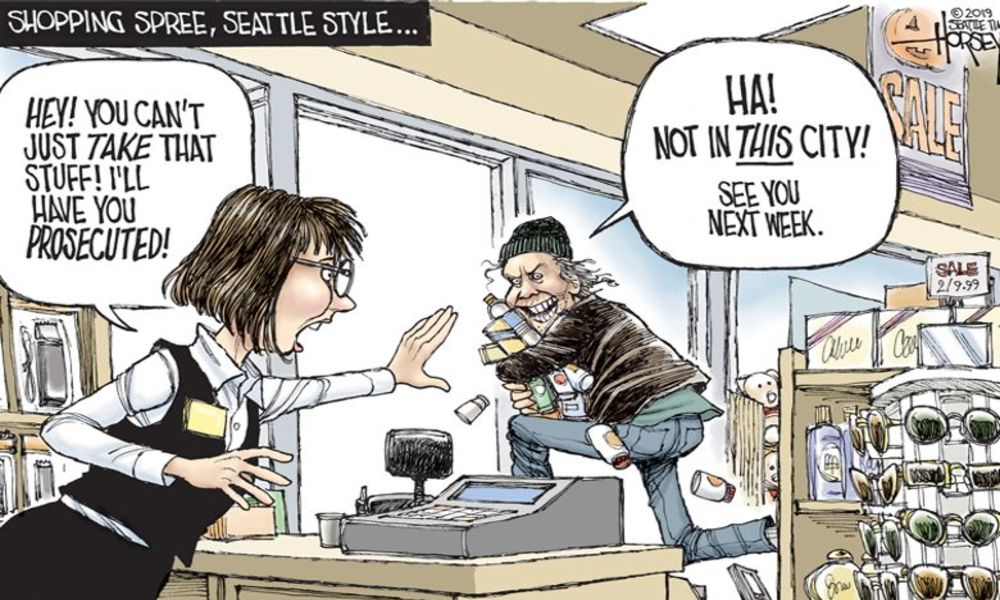 SHOPPING SPREE, SEATTLE STYLE...
HEY! YOU CAN'T
JUST TAKE THAT
STUFF! I'LL
HAVE YOU
PROSECUTED!
HA!
NOT IN THIS CITY!
SEE YOU
NEXT WEEK.
© 2019
SEATTLE TI
HORSEY
SALE
SALE
2/9.99